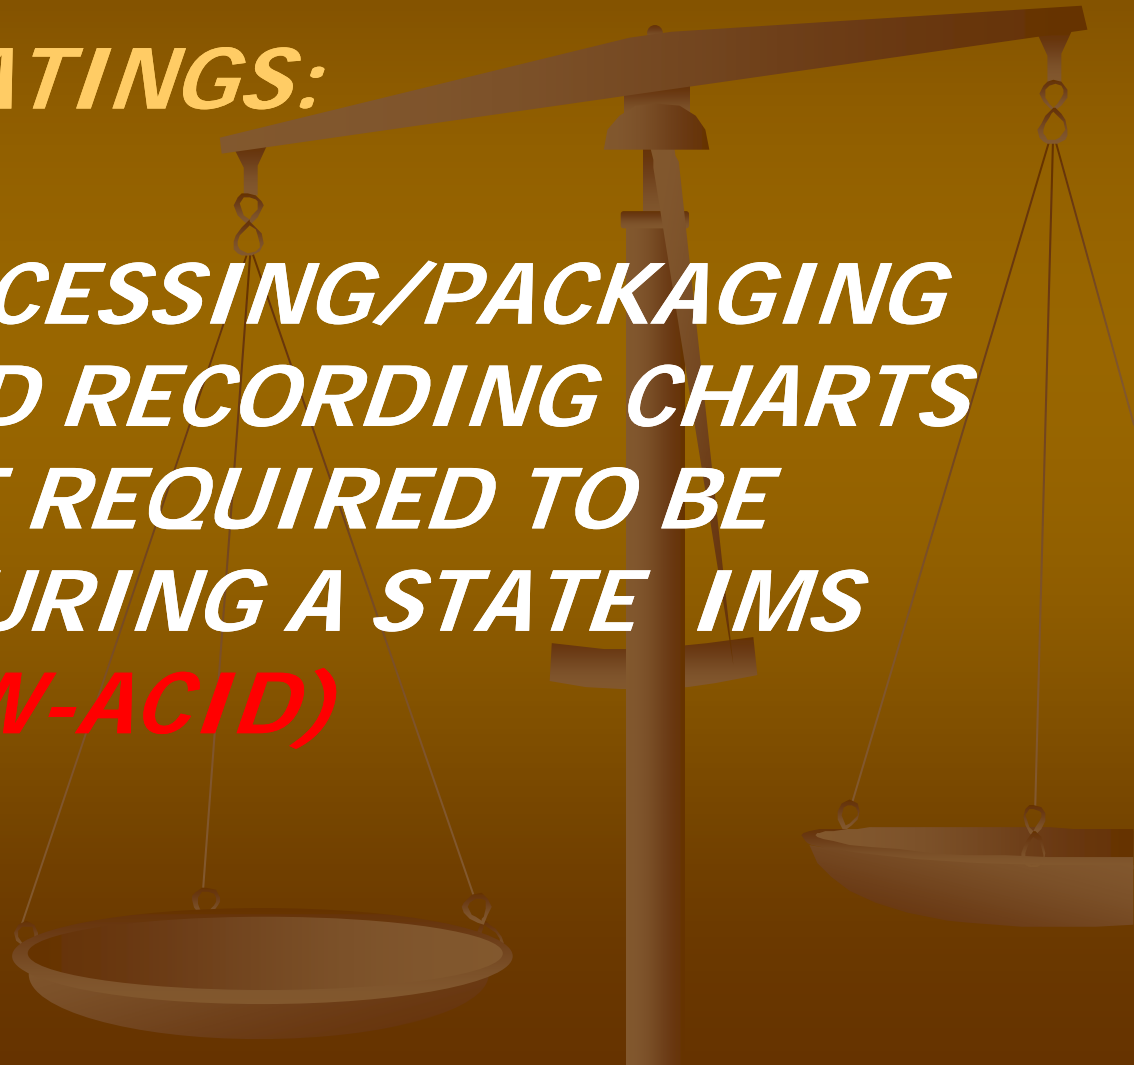 ATINGS:
CESSING/PACKAGING
D RECORDING CHARTS
REQUIRED TO BE
URING A STATE  IMS
W-ACID)